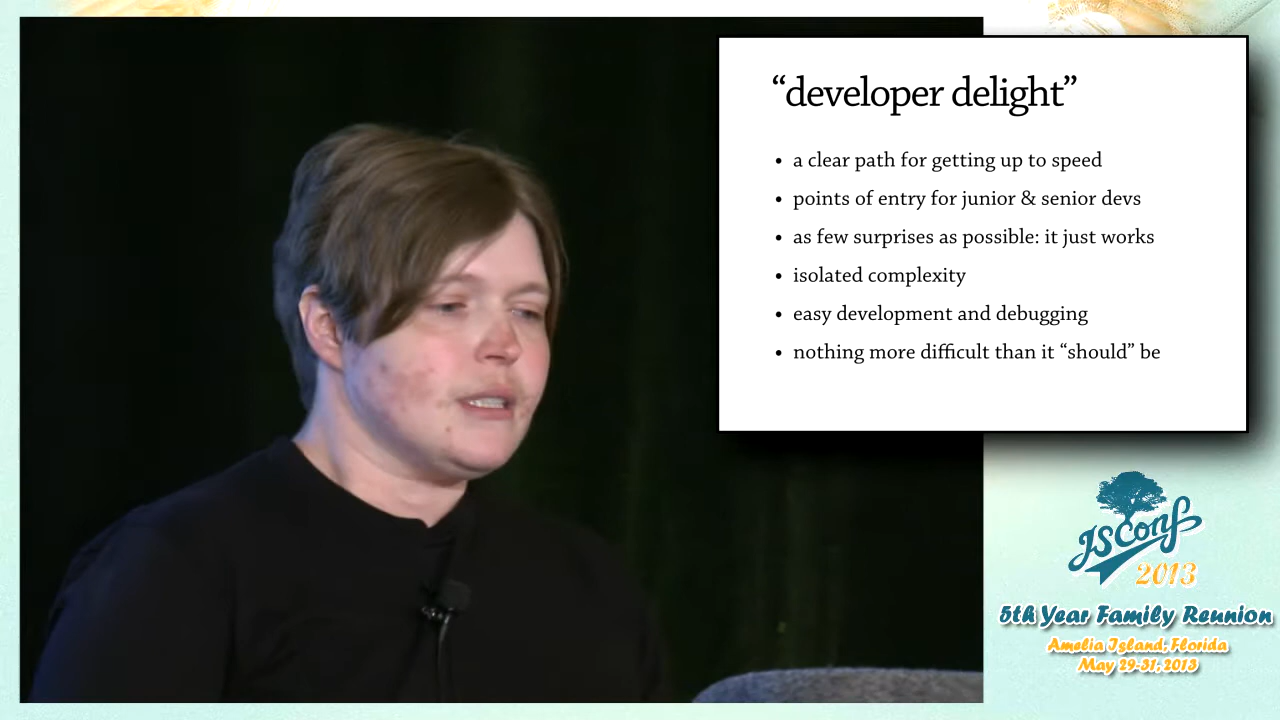 “developer delight”
• a clear path for getting up to speed
• points of entry for junior & senior devs
• as few surprises as possible: it just works
• isolated complexity
• easy development and debugging
• nothing more difficult than it “should” be
JSConf
2013
5th Year Family Reunion
Amelia Island, Florida
May 29-31, 2013